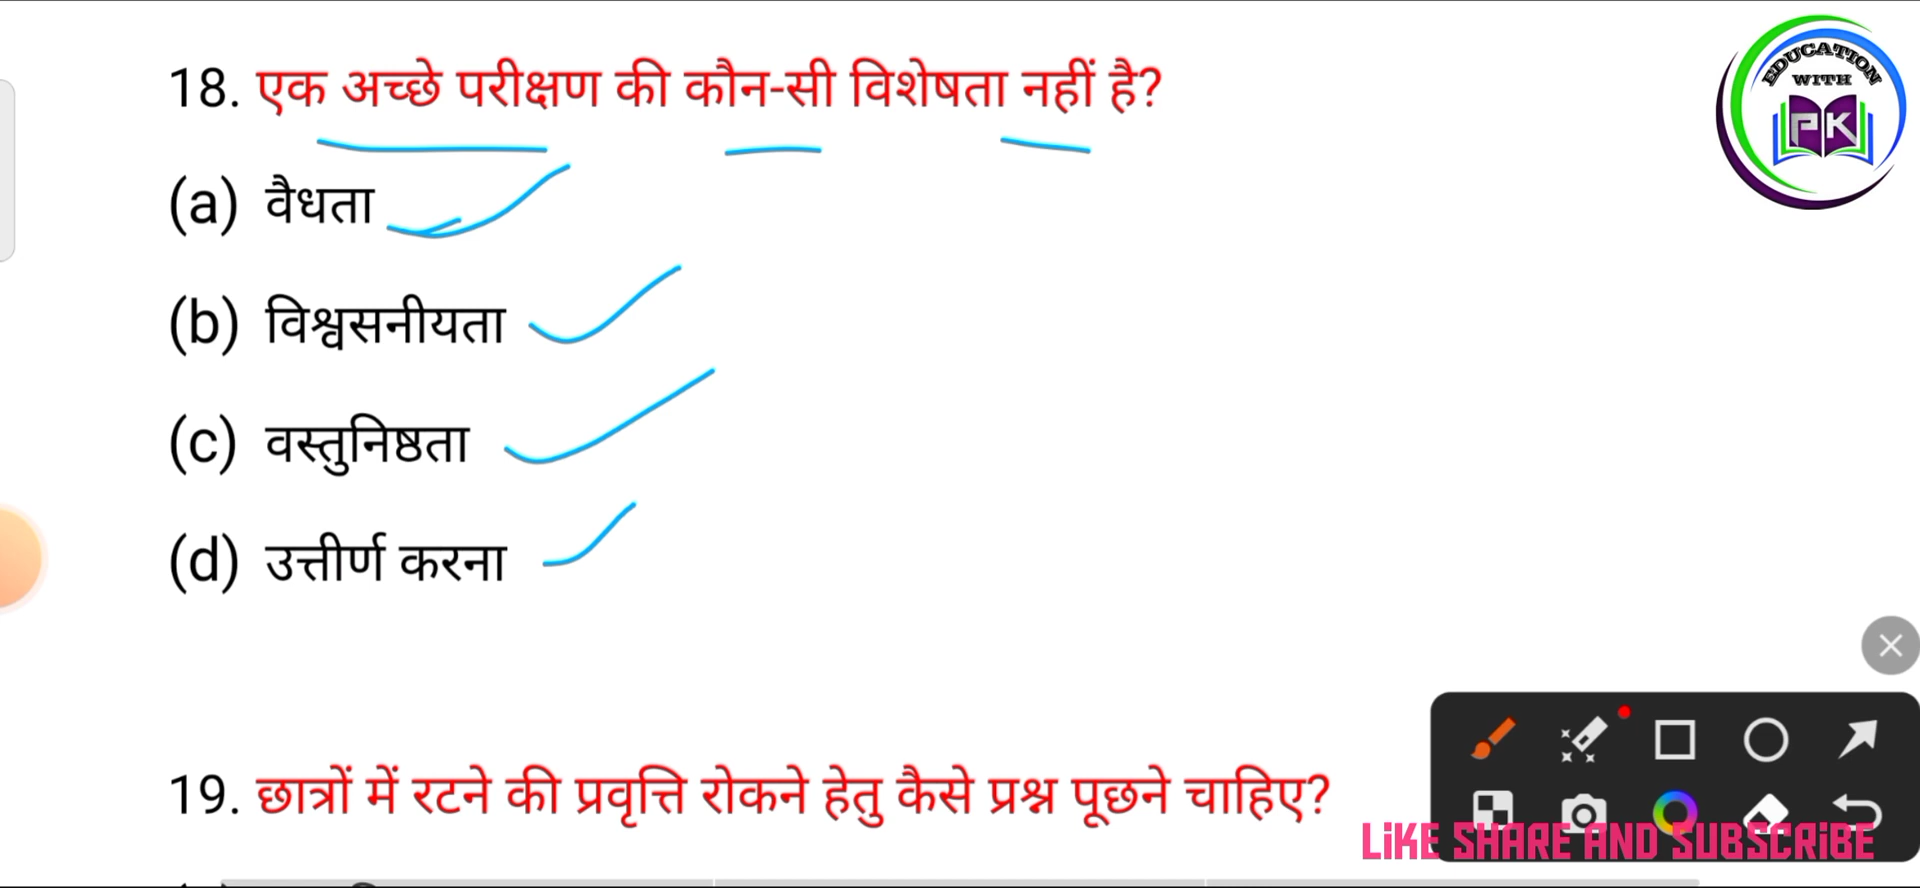 18. एक अच्छे परीक्षण की कौन-सी विशेषता नहीं है?
EDUCATION
WITH
PK
(a) वैधता
(b) विश्वसनीयता
(c) वस्तुनिष्ठता
(d) उत्तीर्ण करना
19. छात्रों में रटने की प्रवृत्ति रोकने हेतु कैसे प्रश्न पूछने चाहिए?
LiKE SHARE AND SUBSCRiBE